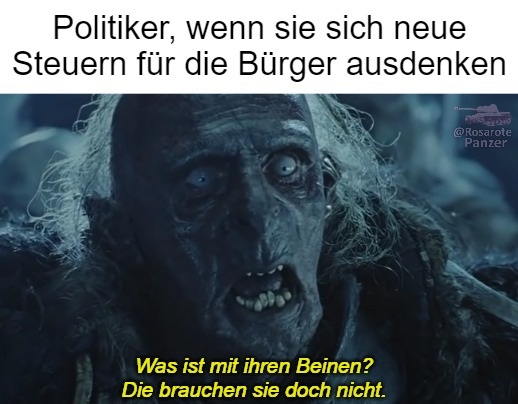 Politiker, wenn sie sich neue
Steuern für die Bürger ausdenken
@Rosarote
Panzer
Was ist mit ihren Beinen?
Die brauchen sie doch nicht.